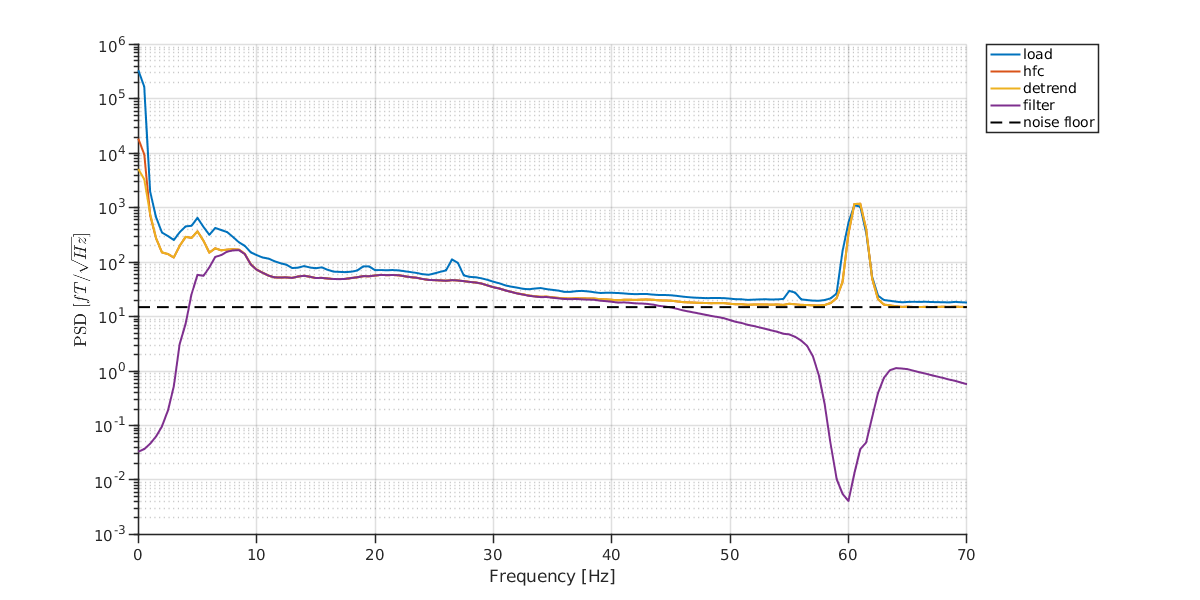 10^6
10^5
10^4
10^3
10^2
10^1
10^0
10^-1
10^-2
10^-3
PSD [fT/√Hz]
0 10 20 30 40 50 60 70
Frequency [Hz]
load
hfc
detrend
filter
noise floor